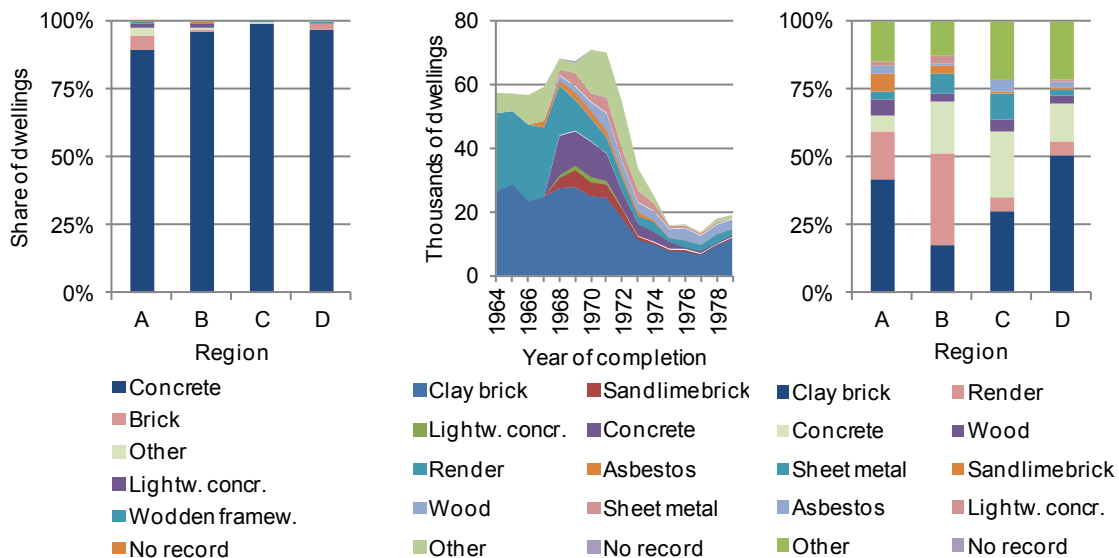 Share of dwellings
100%
75%
50%
25%
0%
A B C D
Region
Concrete
Brick
Other
Lightw. concr.
Wodden framew.
No record
Thousands of dwellings
80
60
40
20
0
1964 1966 1968 1970 1972 1974 1976 1978
Year of completion
Clay brick Sandlimebrick
Lightw. concr. Concrete
Render Asbestos
Wood Sheet metal
Other No record
100%
75%
50%
25%
0%
A B C D
Region
Clay brick Render
Concrete Wood
Sheet metal Sandlimebrick
Asbestos Lightw. concr.
Other No record